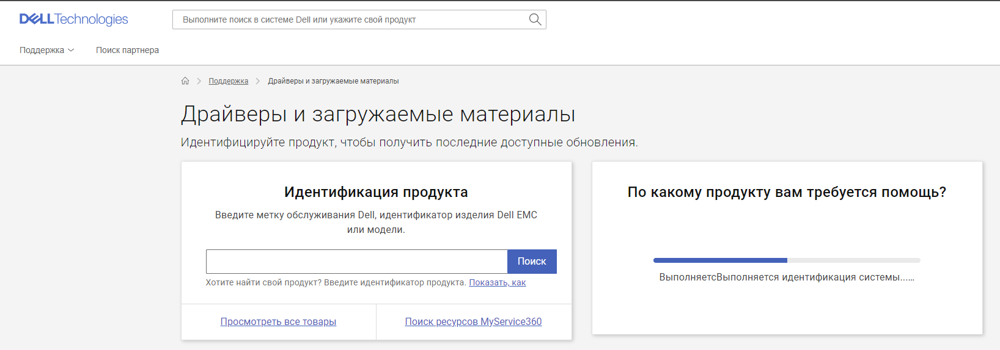 DELLTechnologies
Выполните поиск в системе Dell или укажите свой продукт
Поддержка
Поиск партнера
Поддержка
Драйверы и загружаемые материалы
Драйверы и загружаемые материалы
Идентифицируйте продукт, чтобы получить последние доступные обновления.
Идентификация продукта
Введите метку обслуживания Dell, идентификатор изделия Dell EMC
или модели.
Поиск
Хотите найти свой продукт? Введите идентификатор продукта. Показать, как
Просмотреть все товары
Поиск ресурсов MyService360
По какому продукту вам требуется помощь?
ВыполняетсВыполняется идентификация системы...…